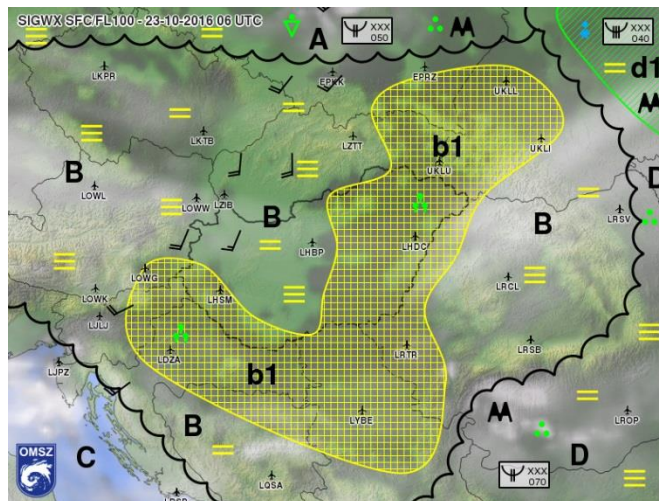 SIGWX SFC/FL100 - 23-10-2016 06 UTC
A
XXX
050
XXX
040
d1
LKPR
EPKK
EPRZ
UKLL
b1
LKTB
LZTT
UKLI
UKLU
B
D
LOWL
LOWW
LZIB
B
B
LRSV
LHBP
LHDC
LOWG
LOWK
LHSM
LRCL
LJLJ
LDZA
LRTR
LRSB
LJPZ
b1
B
LYBE
LROP
OMSZ
C
D
XXX
070
LQSA